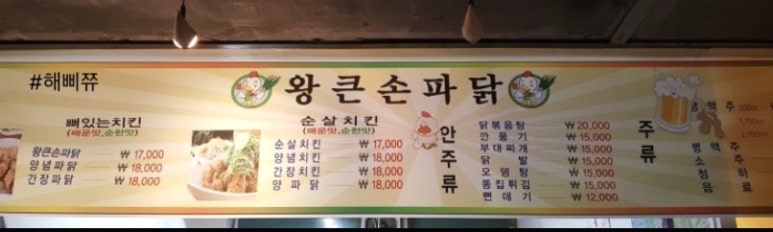 #해삐쮸
왕큰손파닭
뼈있는치킨
(매운맛,순한맛)
왕큰손파닭 ₩ 17,000
양념파닭 ₩ 18,000
간장파닭 ₩ 18,000
순살치킨
(매운맛,순한맛)
순살치킨 ₩ 17,000
양념치킨 ₩ 18,000
간장치킨 ₩ 18,000
양파닭 ₩ 18,000
안주류
닭볶음탕 ₩ 20,000
깐풍기 ₩ 15,000
부대찌개 ₩ 15,000
닭발 ₩ 15,000
오뎅탕 ₩ 15,000
똥집튀김 ₩ 15,000
뻔데기 ₩ 12,000
주류
생맥주 500cc
병맥주
소주
음료